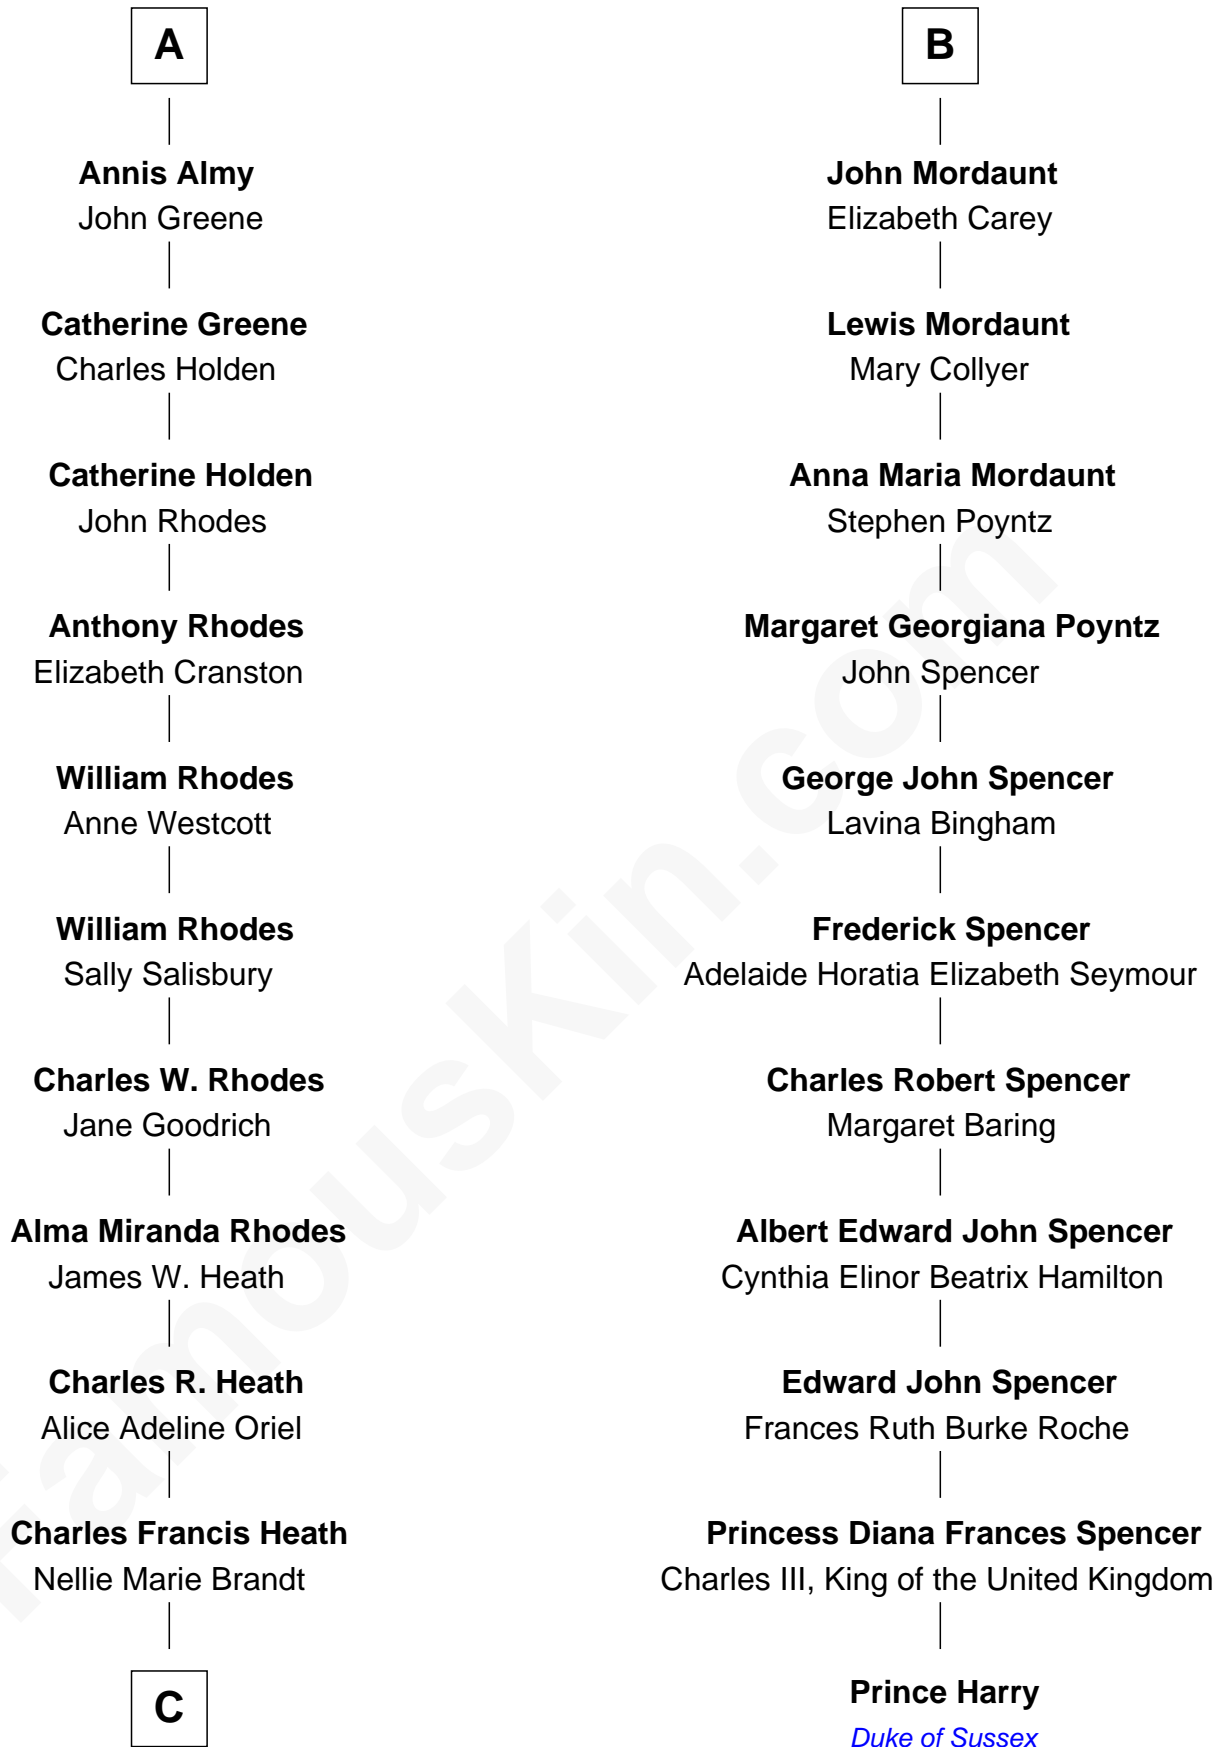 A
Annis Almy
John Greene
Catherine Greene
Charles Holden
Catherine Holden
John Rhodes
Anthony Rhodes
Elizabeth Cranston
William Rhodes
Anne Westcott
William Rhodes
Sally Salisbury
Charles W. Rhodes
Jane Goodrich
Alma Miranda Rhodes
James W. Heath
Charles R. Heath
Alice Adeline Oriel
Charles Francis Heath
Nellie Marie Brandt
C
B
John Mordaunt
Elizabeth Carey
Lewis Mordaunt
Mary Collyer
Anna Maria Mordaunt
Stephen Poyntz
Margaret Georgiana Poyntz
John Spencer
George John Spencer
Lavina Bingham
Frederick Spencer
Adelaide Horatia Elizabeth Seymour
Charles Robert Spencer
Margaret Baring
Albert Edward John Spencer
Cynthia Elinor Beatrix Hamilton
Edward John Spencer
Frances Ruth Burke Roche
Princess Diana Frances Spencer
Charles III, King of the United Kingdom
Prince Harry
Duke of Sussex
FamousKin.com